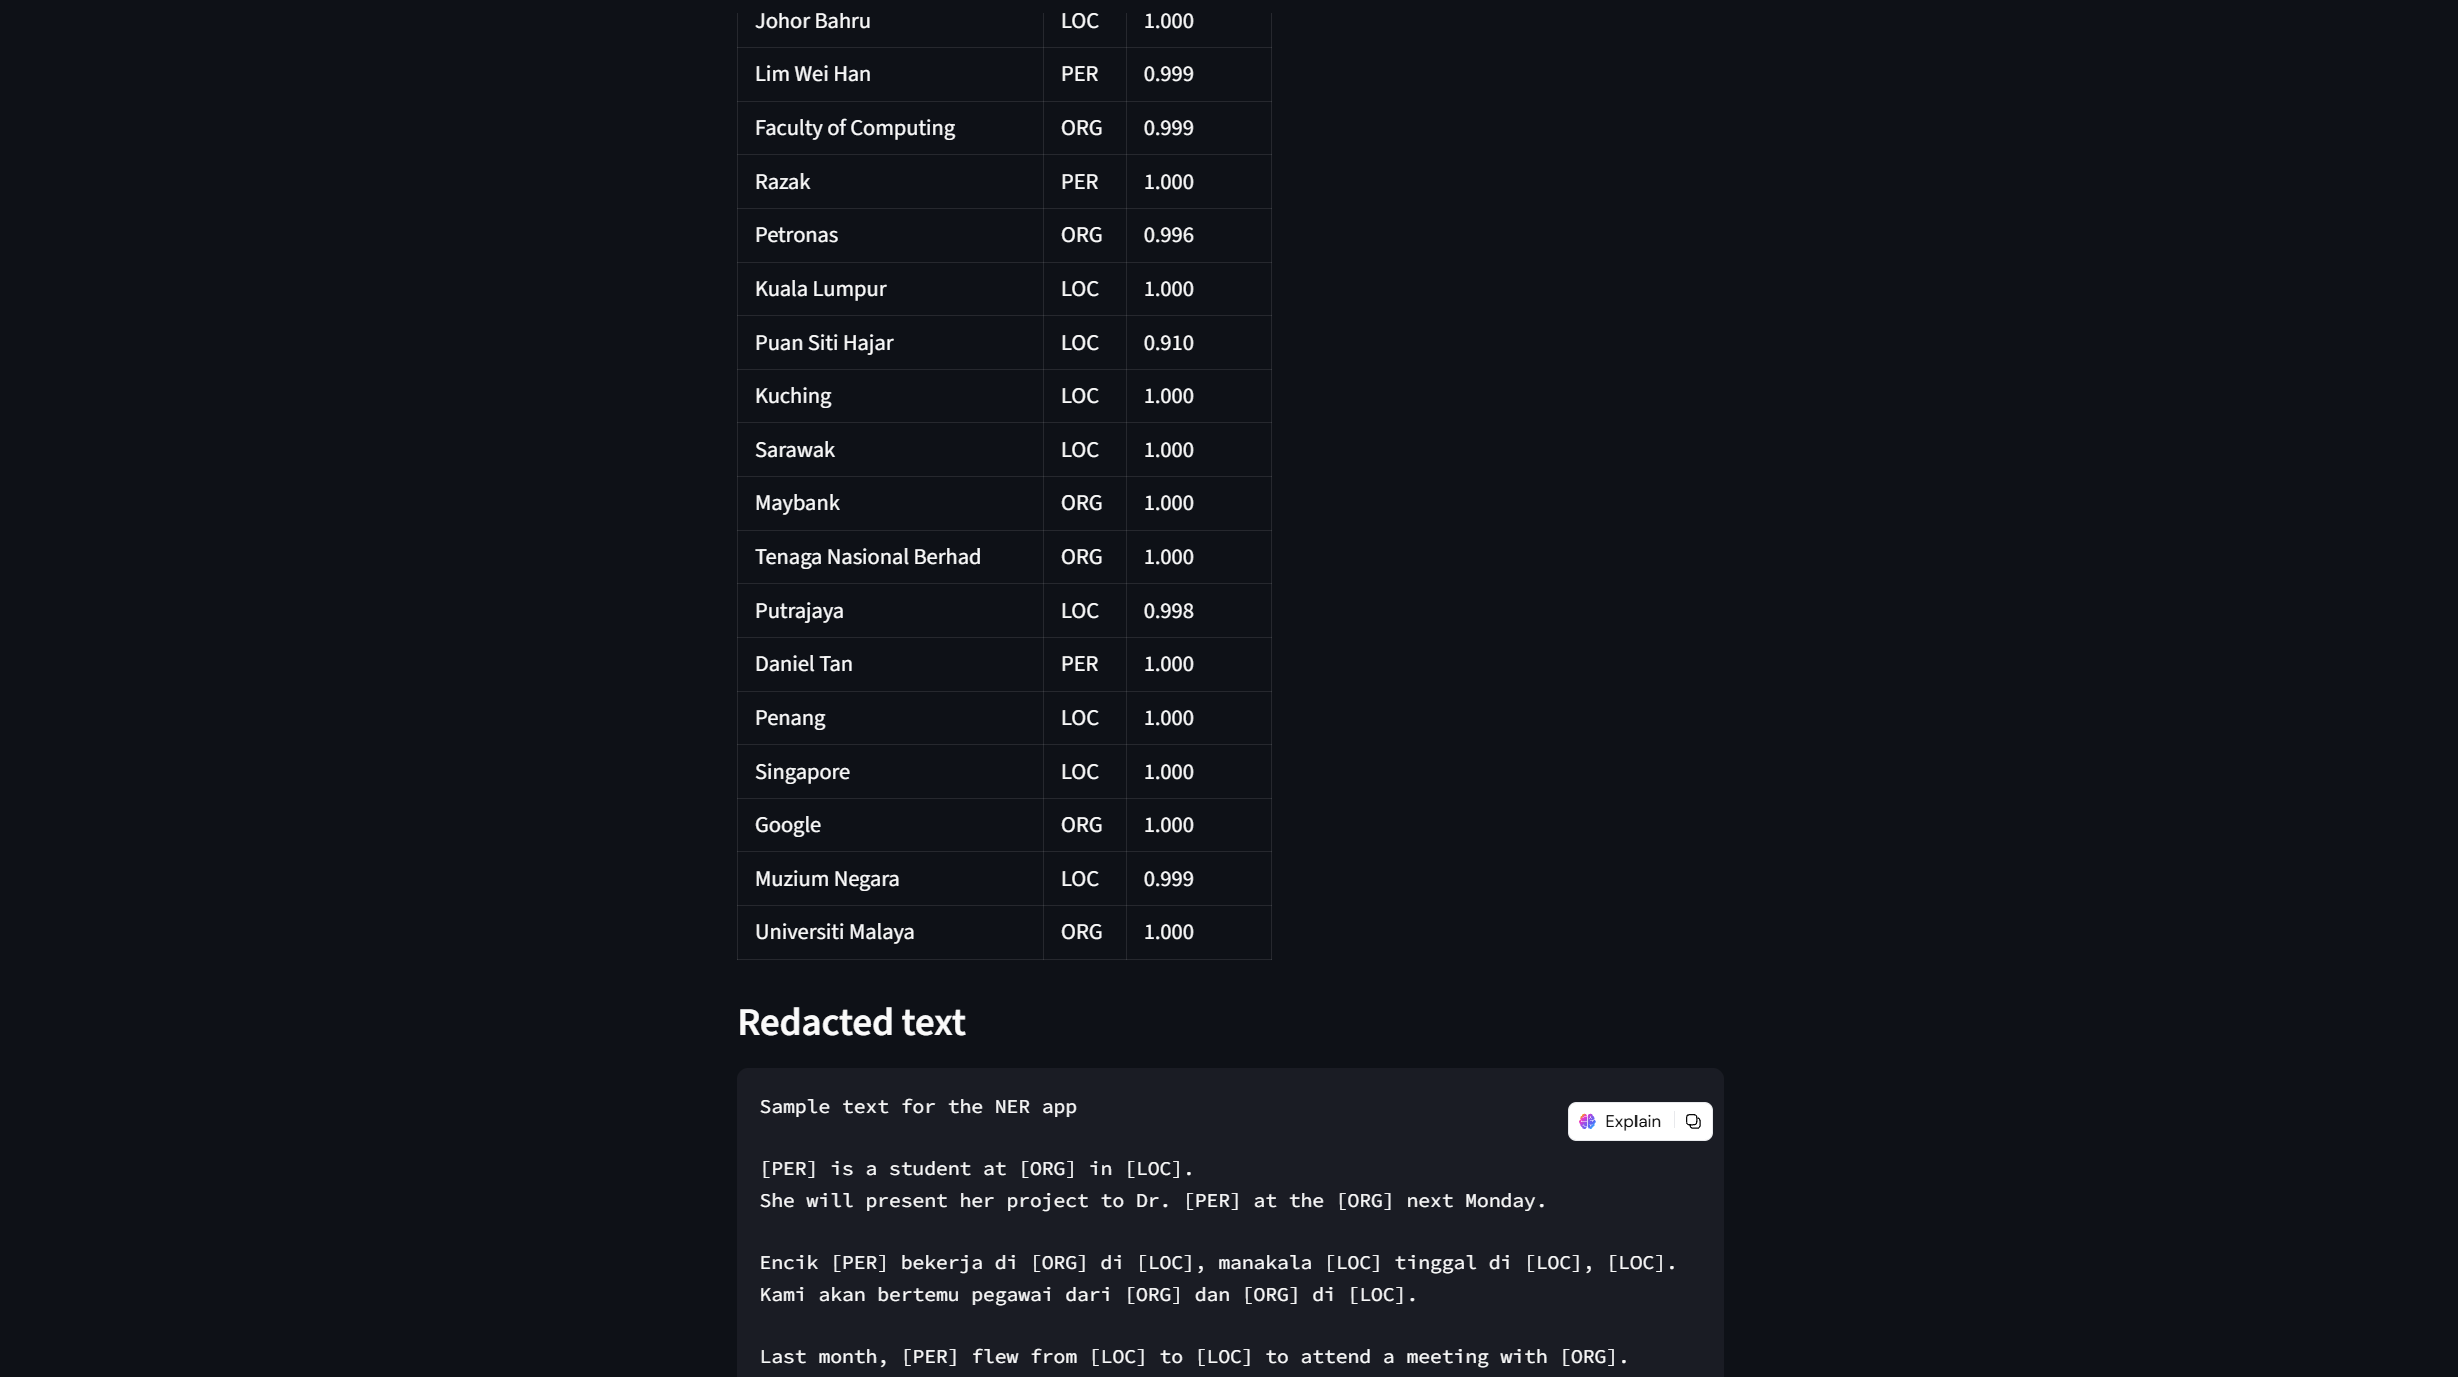 Johor Bahru LOC 1.000
Lim Wei Han PER 0.999
Faculty of Computing ORG 0.999
Razak PER 1.000
Petronas ORG 0.996
Kuala Lumpur LOC 1.000
Puan Siti Hajar LOC 0.910
Kuching LOC 1.000
Sarawak LOC 1.000
Maybank ORG 1.000
Tenaga Nasional Berhad ORG 1.000
Putrajaya LOC 0.998
Daniel Tan PER 1.000
Penang LOC 1.000
Singapore LOC 1.000
Google ORG 1.000
Muzium Negara LOC 0.999
Universiti Malaya ORG 1.000
Redacted text
Sample text for the NER app
Explain
[PER] is a student at [ORG] in [LOC].
She will present her project to Dr. [PER] at the [ORG] next Monday.
Encik [PER] bekerja di [ORG] di [LOC], manakala [LOC] tinggal di [LOC], [LOC].
Kami akan bertemu pegawai dari [ORG] dan [ORG] di [LOC].
Last month, [PER] flew from [LOC] to [LOC] to attend a meeting with [ORG].